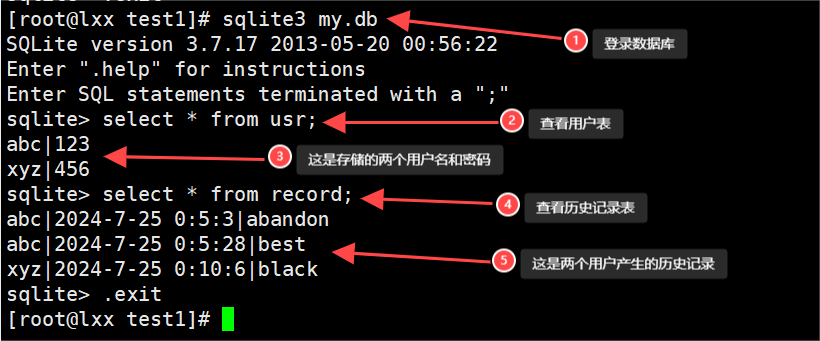 [root@lxx test1]# sqlite3 my.db
1 登录数据库
SQLite version 3.7.17 2013-05-20 00:56:22
Enter ".help" for instructions
Enter SQL statements terminated with a ";"
sqlite> select * from usr;
2 查看用户表
abc|123
3 这是存储的两个用户名和密码
xyz|456
sqlite> select * from record;
4 查看历史记录表
abc|2024-7-25 0:5:3|abandon
abc|2024-7-25 0:5:28|best
5 这是两个用户产生的历史记录
xyz|2024-7-25 0:10:6|black
sqlite> .exit
[root@lxx test1]#